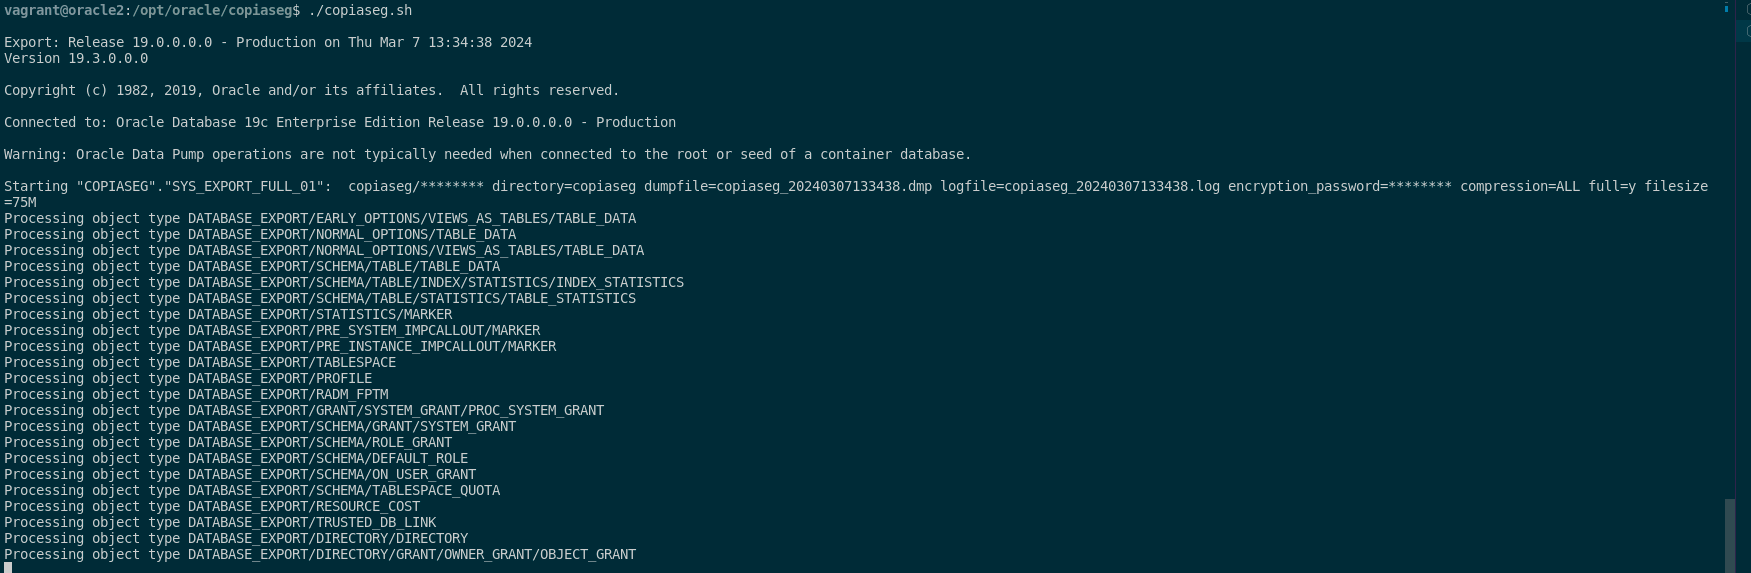 vagrant@oracle2:/opt/oracle/copiaseg$ ./copiaseg.sh
Export: Release 19.0.0.0.0 - Production on Thu Mar 7 13:34:38 2024
Version 19.3.0.0.0
Copyright (c) 1982, 2019, Oracle and/or its affiliates.  All rights reserved.
Connected to: Oracle Database 19c Enterprise Edition Release 19.0.0.0.0 - Production
Warning: Oracle Data Pump operations are not typically needed when connected to the root or seed of a container database.
Starting "COPIASEG"."SYS_EXPORT_FULL_01":  copiaseg/******** directory=copiaseg dumpfile=copiaseg_20240307133438.dmp logfile=copiaseg_20240307133438.log encryption_password=******** compression=ALL full=y filesize
=75M
Processing object type DATABASE_EXPORT/EARLY_OPTIONS/VIEWS_AS_TABLES/TABLE_DATA
Processing object type DATABASE_EXPORT/NORMAL_OPTIONS/TABLE_DATA
Processing object type DATABASE_EXPORT/NORMAL_OPTIONS/VIEWS_AS_TABLES/TABLE_DATA
Processing object type DATABASE_EXPORT/SCHEMA/TABLE/TABLE_DATA
Processing object type DATABASE_EXPORT/SCHEMA/TABLE/INDEX/STATISTICS/INDEX_STATISTICS
Processing object type DATABASE_EXPORT/SCHEMA/TABLE/STATISTICS/TABLE_STATISTICS
Processing object type DATABASE_EXPORT/STATISTICS/MARKER
Processing object type DATABASE_EXPORT/PRE_SYSTEM_IMPCALLOUT/MARKER
Processing object type DATABASE_EXPORT/PRE_INSTANCE_IMPCALLOUT/MARKER
Processing object type DATABASE_EXPORT/TABLESPACE
Processing object type DATABASE_EXPORT/PROFILE
Processing object type DATABASE_EXPORT/RADM_FPTM
Processing object type DATABASE_EXPORT/GRANT/SYSTEM_GRANT/PROC_SYSTEM_GRANT
Processing object type DATABASE_EXPORT/SCHEMA/GRANT/SYSTEM_GRANT
Processing object type DATABASE_EXPORT/SCHEMA/ROLE_GRANT
Processing object type DATABASE_EXPORT/SCHEMA/DEFAULT_ROLE
Processing object type DATABASE_EXPORT/SCHEMA/ON_USER_GRANT
Processing object type DATABASE_EXPORT/SCHEMA/TABLESPACE_QUOTA
Processing object type DATABASE_EXPORT/RESOURCE_COST
Processing object type DATABASE_EXPORT/TRUSTED_DB_LINK
Processing object type DATABASE_EXPORT/DIRECTORY/DIRECTORY
Processing object type DATABASE_EXPORT/DIRECTORY/GRANT/OWNER_GRANT/OBJECT_GRANT